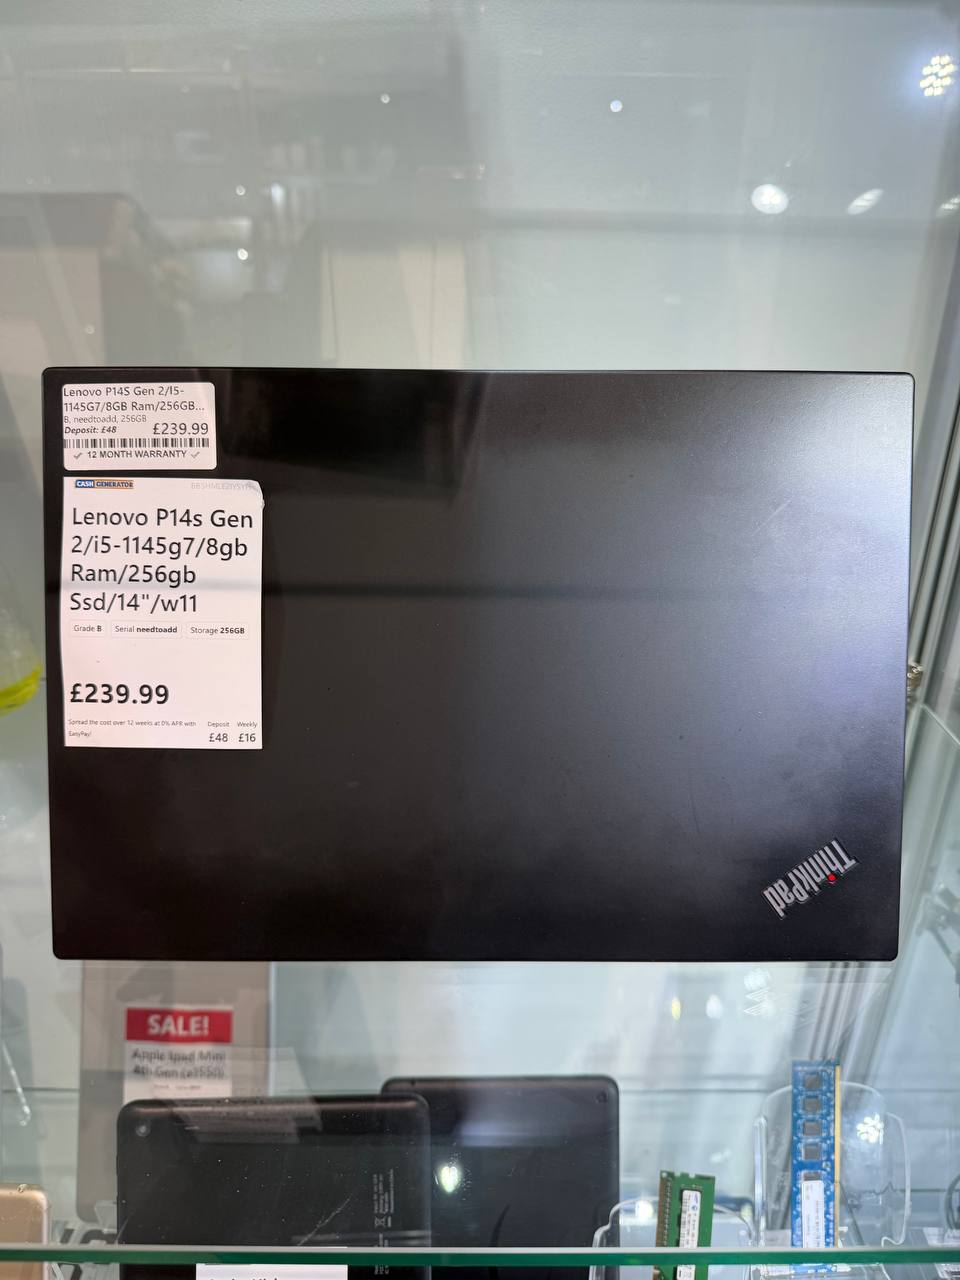 Lenovo P14S Gen 2/I5-
1145G7/8GB Ram/256GB...
B, needtoadd, 256GB
Deposit: £48 £239.99
12 MONTH WARRANTY
CASH GENERATOR
Lenovo P14s Gen
2/i5-1145g7/8gb
Ram/256gb
Ssd/14"/w11
Grade B Serial needtoadd Storage 256GB
£239.99
Spread the cost over 12 weeks at 0% APR with Deposit Weekly
EasyPay! £48 £16
ThinkPad
SALE!
Apple Ipad Mini
4th Gen (a1550)